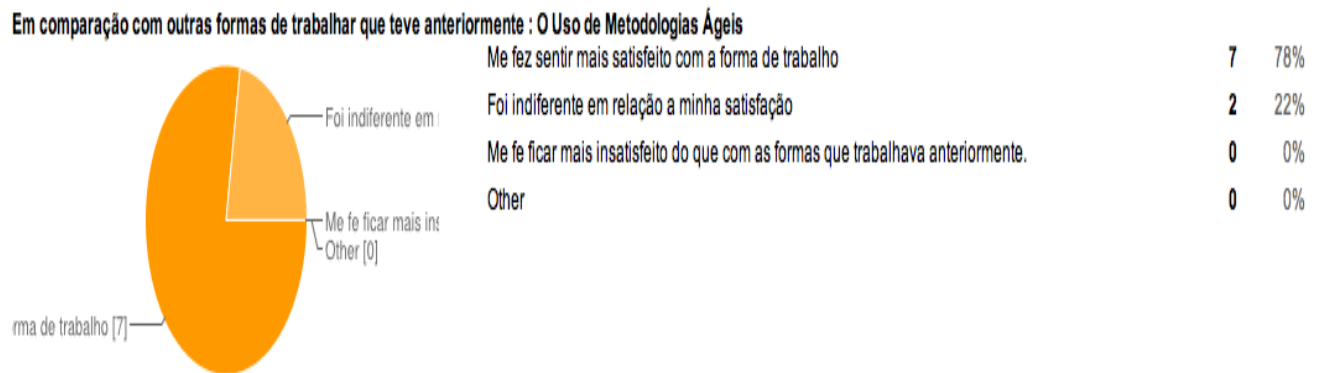 Em comparação com outras formas de trabalhar que teve anteriormente : O Uso de Metodologias Ágeis
Me fez sentir mais satisfeito com a forma de trabalho 7 78%
Foi indiferente em relação a minha satisfação 2 22%
Me fe ficar mais insatisfeito do que com as formas que trabalhava anteriormente. 0 0%
Other 0 0%
Foi indiferente em
Me fe ficar mais ins
Other [0]
rma de trabalho [7]